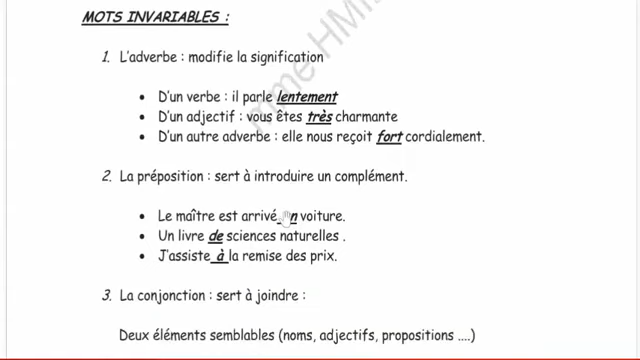 MOTS INVARIABLES :
1. L'adverbe : modifie la signification
• D'un verbe : il parle lentement
• D'un adjectif : vous êtes très charmante
• D'un autre adverbe : elle nous reçoit fort cordialement.
2. La préposition : sert à introduire un complément.
• Le maître est arrivé en voiture.
• Un livre de sciences naturelles .
• J'assiste à la remise des prix.
3. La conjonction : sert à joindre :
Deux éléments semblables (noms, adjectifs, propositions ....)